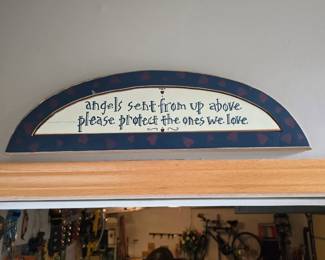 angels sent from up above
please protect the ones we love